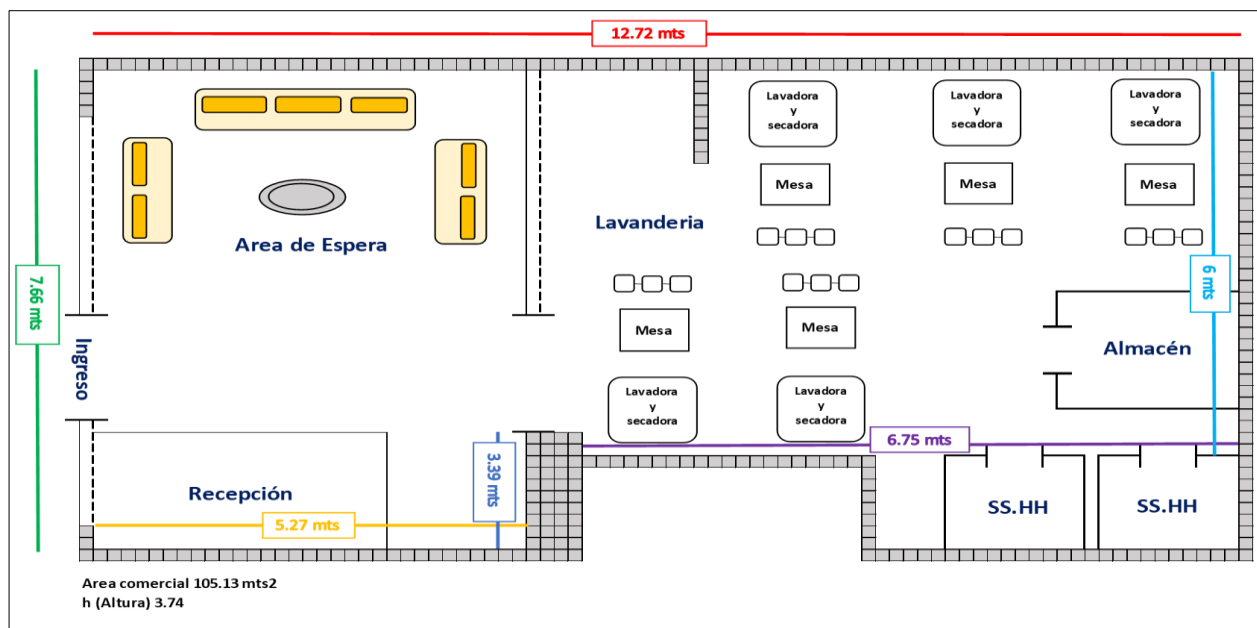 12.72 mts
Lavadora
y
secadora
Lavadora
y
secadora
Lavadora
y
secadora
Mesa
Mesa
Mesa
Lavanderia
Area de Espera
7.66 mts
6 mts
Ingreso
Mesa
Mesa
Almacén
Lavadora
y
secadora
Lavadora
y
secadora
6.75 mts
3.39 mts
Recepción
5.27 mts
SS.HH
SS.HH
Area comercial 105.13 mts2
h (Altura) 3.74